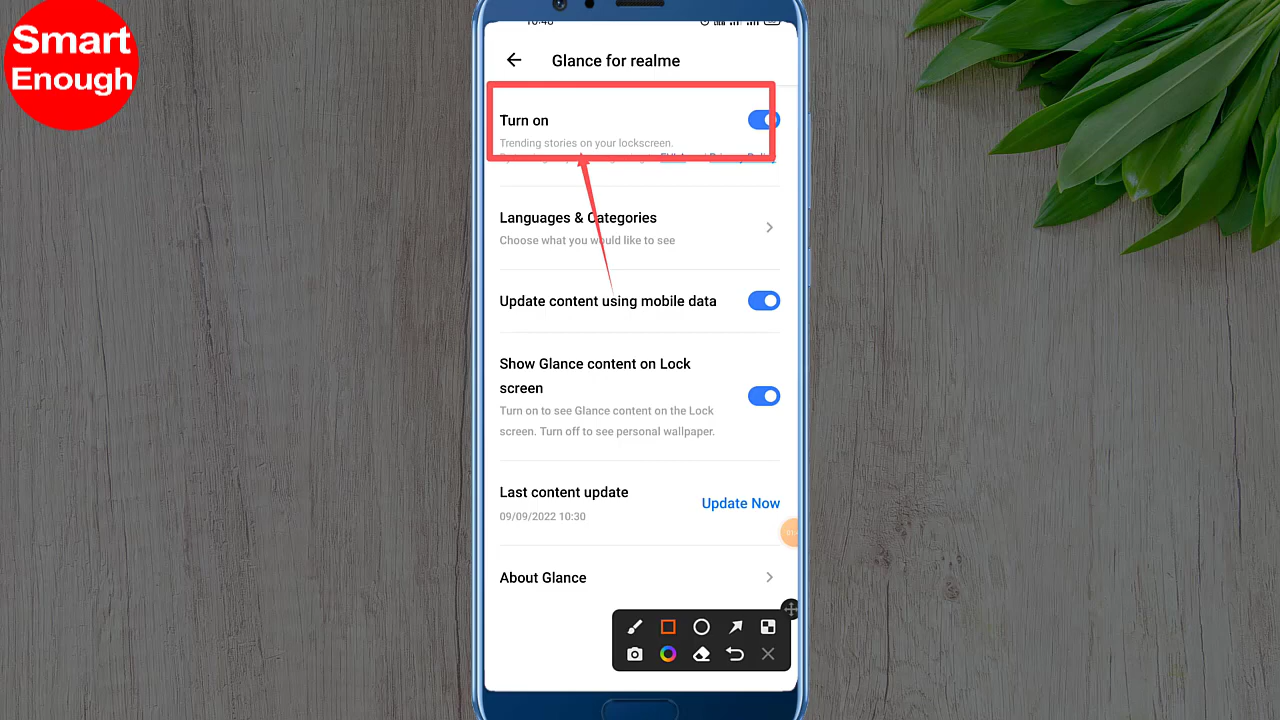 Smart
Enough
10:48
Glance for realme
Turn on
Trending stories on your lockscreen.
Languages & Categories
Choose what you would like to see
Update content using mobile data
Show Glance content on Lock
screen
Turn on to see Glance content on the Lock
screen. Turn off to see personal wallpaper.
Last content update
Update Now
09/09/2022 10:30
About Glance